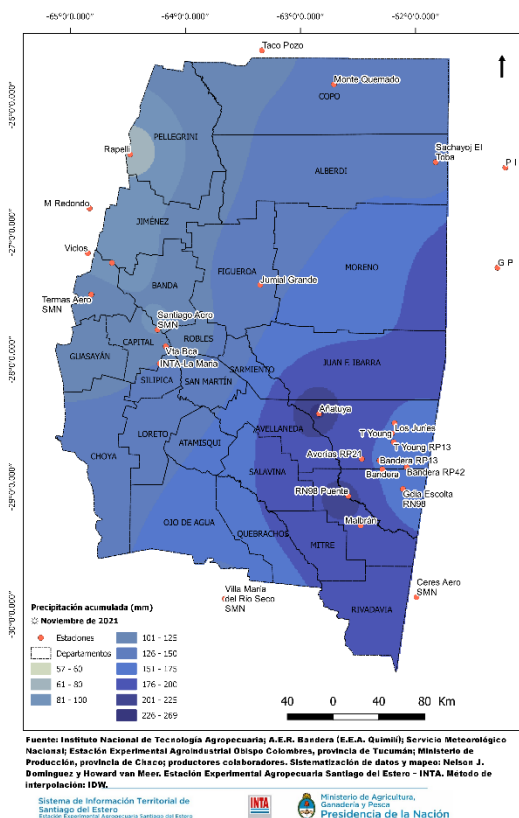 -65°0'0.000" -64°0'0.000" -63°0'0.000" -62°0'0.000"
Taco Pozo
Monte Quemado
COPO
PELLEGRINI
Rapelli
Sachayoj El
Toba
P I
ALBERDI
M Redondo
JIMÉNEZ
Viclos
G P
MORENO
FIGUEROA
Jumial Grande
BANDA
Termas Aero
SMN
Santiago Aero
SMN
CAPITAL
ROBLES
Vta Bca
GUASAYÁN
INTA-La María
SARMIENTO
JUAN F. IBARRA
SILIPICA
SAN MARTÍN
Añatuya
Los Juríes
T Young
LORETO
AVELLANEDA
ATAMISQUI
T Young RP13
CHOYA
Averías RP21
Bandera RP13
SALAVINA
Bandera
Bandera RP42
RN98 Puente
Gdia Escolta
RN98
OJO DE AGUA
Malbrán
QUEBRACHOS
MITRE
Villa María
del Río Seco
SMN
Ceres Aero
SMN
RIVADAVIA
-27°0'0.000"
-28°0'0.000"
-29°0'0.000"
-30°0'0.000"
Precipitación acumulada (mm)
Noviembre de 2021
Estaciones
Departamentos
57 - 60
61 - 80
81 - 100
101 - 125
126 - 150
151 - 175
176 - 200
201 - 225
226 - 269
40 0 40 80 Km
Fuente: Instituto Nacional de Tecnología Agropecuaria; A.E.R. Bandera (E.E.A. Quimilí); Servicio Meteorológico
Nacional; Estación Experimental Agroindustrial Obispo Colombres, provincia de Tucumán; Ministerio de
Producción, provincia de Chaco; productores colaboradores. Sistematización de datos y mapeo: Nelson J.
Domínguez y Howard van Meer. Estación Experimental Agropecuaria Santiago del Estero - INTA. Método de
interpolación: IDW.
Sistema de Información Territorial de
Santiago del Estero
Estación Experimental Agropecuaria Santiago del Estero
INTA
Ministerio de Agricultura,
Ganadería y Pesca
Presidencia de la Nación